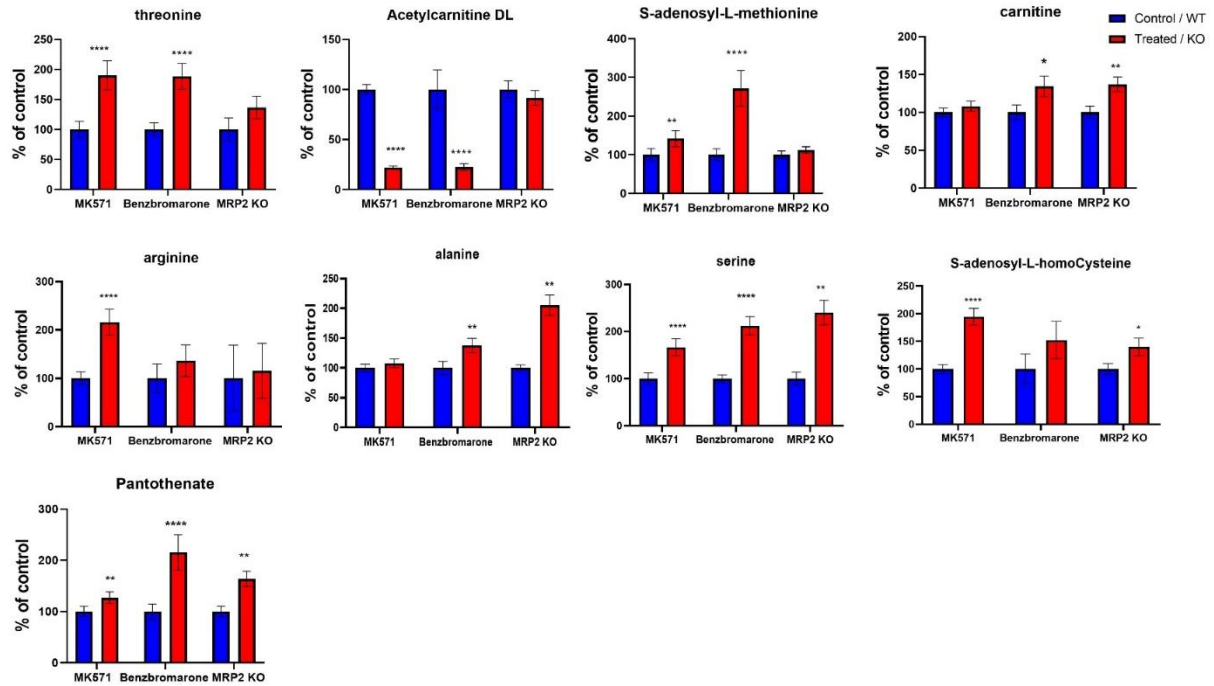 threonine
% of control
250
200
150
100
50
0
****
****
MK571
Benzbromarone
MRP2 KO
Acetylcarnitine DL
% of control
150
100
50
0
****
****
MK571
Benzbromarone
MRP2 KO
S-adenosyl-L-methionine
% of control
400
300
200
100
0
**
****
MK571
Benzbromarone
MRP2 KO
carnitine
% of control
200
150
100
50
0
*
**
MK571
Benzbromarone
MRP2 KO
Control / WT
Treated / KO
arginine
% of control
300
200
100
0
****
MK571
Benzbromarone
MRP2 KO
alanine
% of control
250
200
150
100
50
0
**
**
MK571
Benzbromarone
MRP2 KO
serine
% of control
300
200
100
0
****
****
**
MK571
Benzbromarone
MRP2 KO
S-adenosyl-L-homoCysteine
% of control
250
200
150
100
50
0
****
*
MK571
Benzbromarone
MRP2 KO
Pantothenate
% of control
300
200
100
0
**
****
**
MK571
Benzbromarone
MRP2 KO